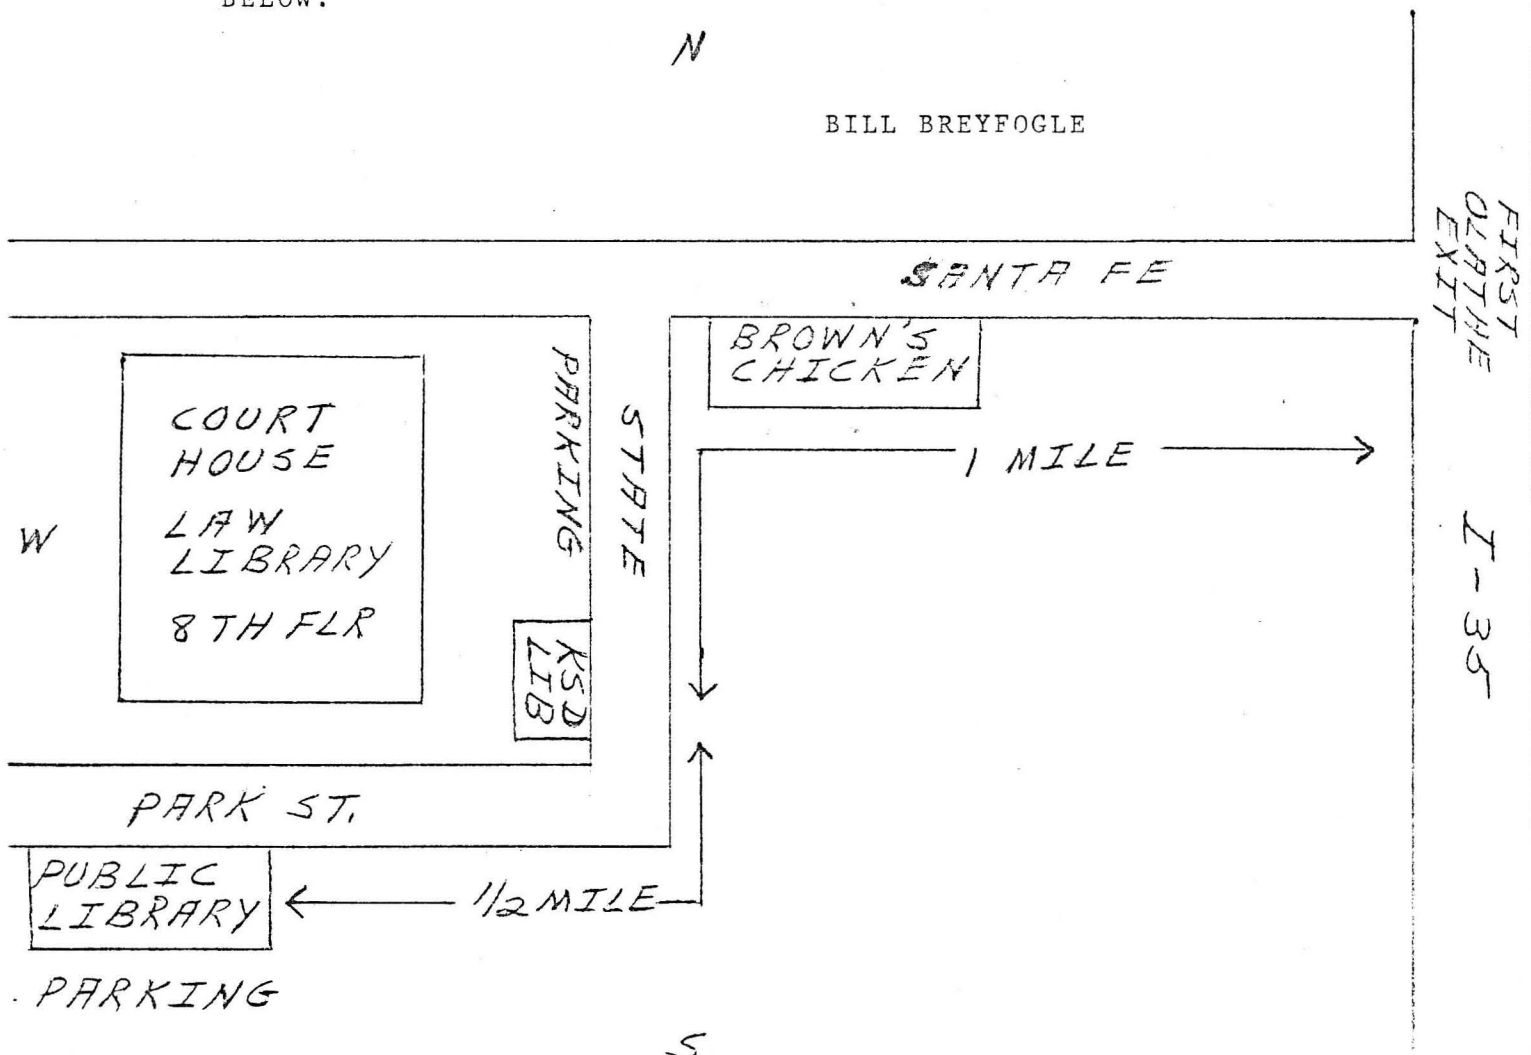 BELOW.
N
BILL BREYFOGLE
SANTA FE
FIRST
OLATHE
EXIT
BROWN'S
CHICKEN
PARKING
STATE
COURT
HOUSE
LAW
LIBRARY
8TH FLR
1 MILE
W
I-35
KSD
LIB
PARK ST.
PUBLIC
LIBRARY
1/2 MILE
PARKING
S